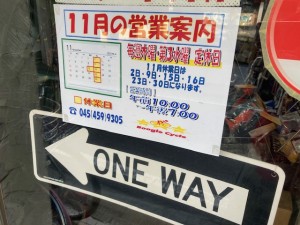 11月の営業案内
毎週水曜・第3火曜 定休日
11月休業日は
2日・9日・15日・16日
23日・30日になります。
休業日
☎045(459)9305
10:00
7:00
Beagle Cycle
ONE WAY